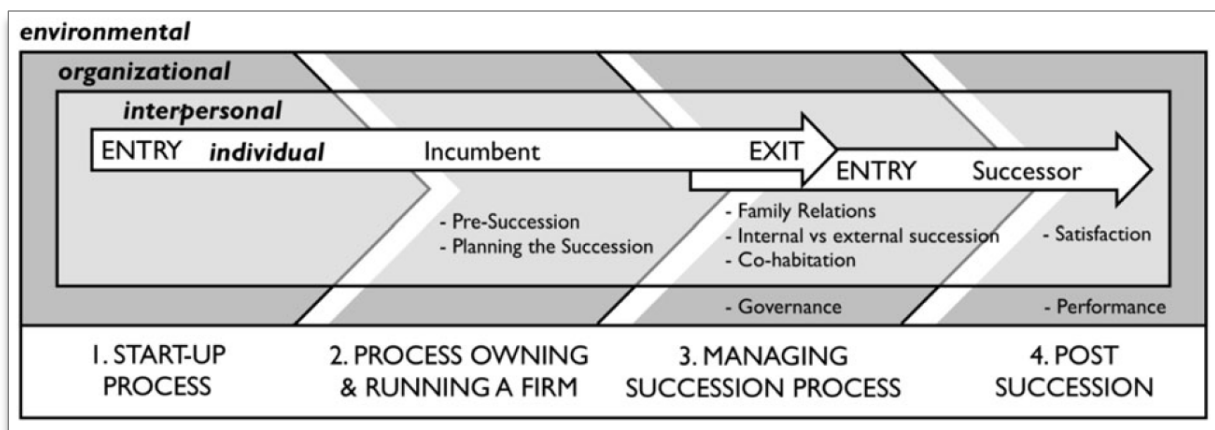 environmental
organizational
interpersonal
ENTRY individual Incumbent EXIT
ENTRY Successor
- Pre-Succession
- Planning the Succession
- Family Relations
- Internal vs external succession
- Co-habitation
- Satisfaction
- Governance
- Performance
1. START-UP
PROCESS
2. PROCESS OWNING
& RUNNING A FIRM
3. MANAGING
SUCCESSION PROCESS
4. POST
SUCCESSION